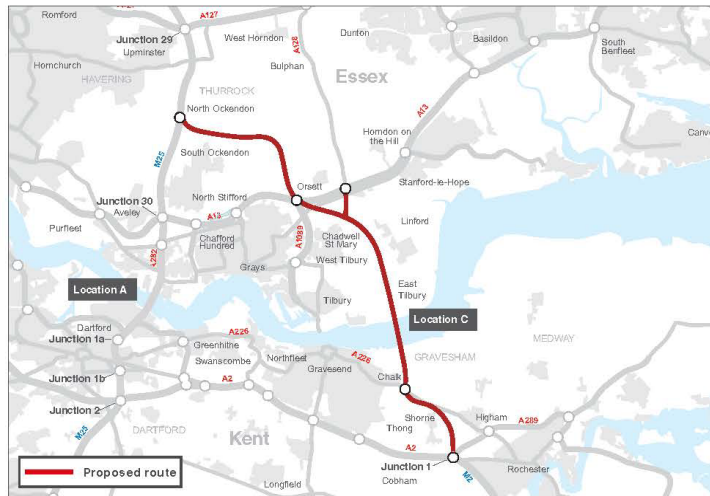 Romford
A127
Junction 29
Upminster
A127
West Horndon
A128
Dunton
Basildon
South
Benfleet
Hornchurch
HAVERING
Bulphan
Essex
THURROCK
North Ockendon
A13
Horndon on
the Hill
M25
South Ockendon
Orsett
Stanford-le-Hope
Junction 30
Aveley
North Stifford
A13
Purfleet
Chafford
Hundred
A1089
Chadwell
St Mary
Linford
A282
Grays
West Tilbury
East
Tilbury
Location A
Tilbury
Location C
Dartford
A226
MEDWAY
Junction 1a
Greenhithe
Northfleet
A226
GRAVESHAM
Swanscombe
Gravesend
Junction 1b
Chalk
A2
Junction 2
Shorne
Higham
A289
Thong
M25
DARTFORD
Kent
A2
Junction 1
Rochester
Proposed route
Longfield
Cobham
M2